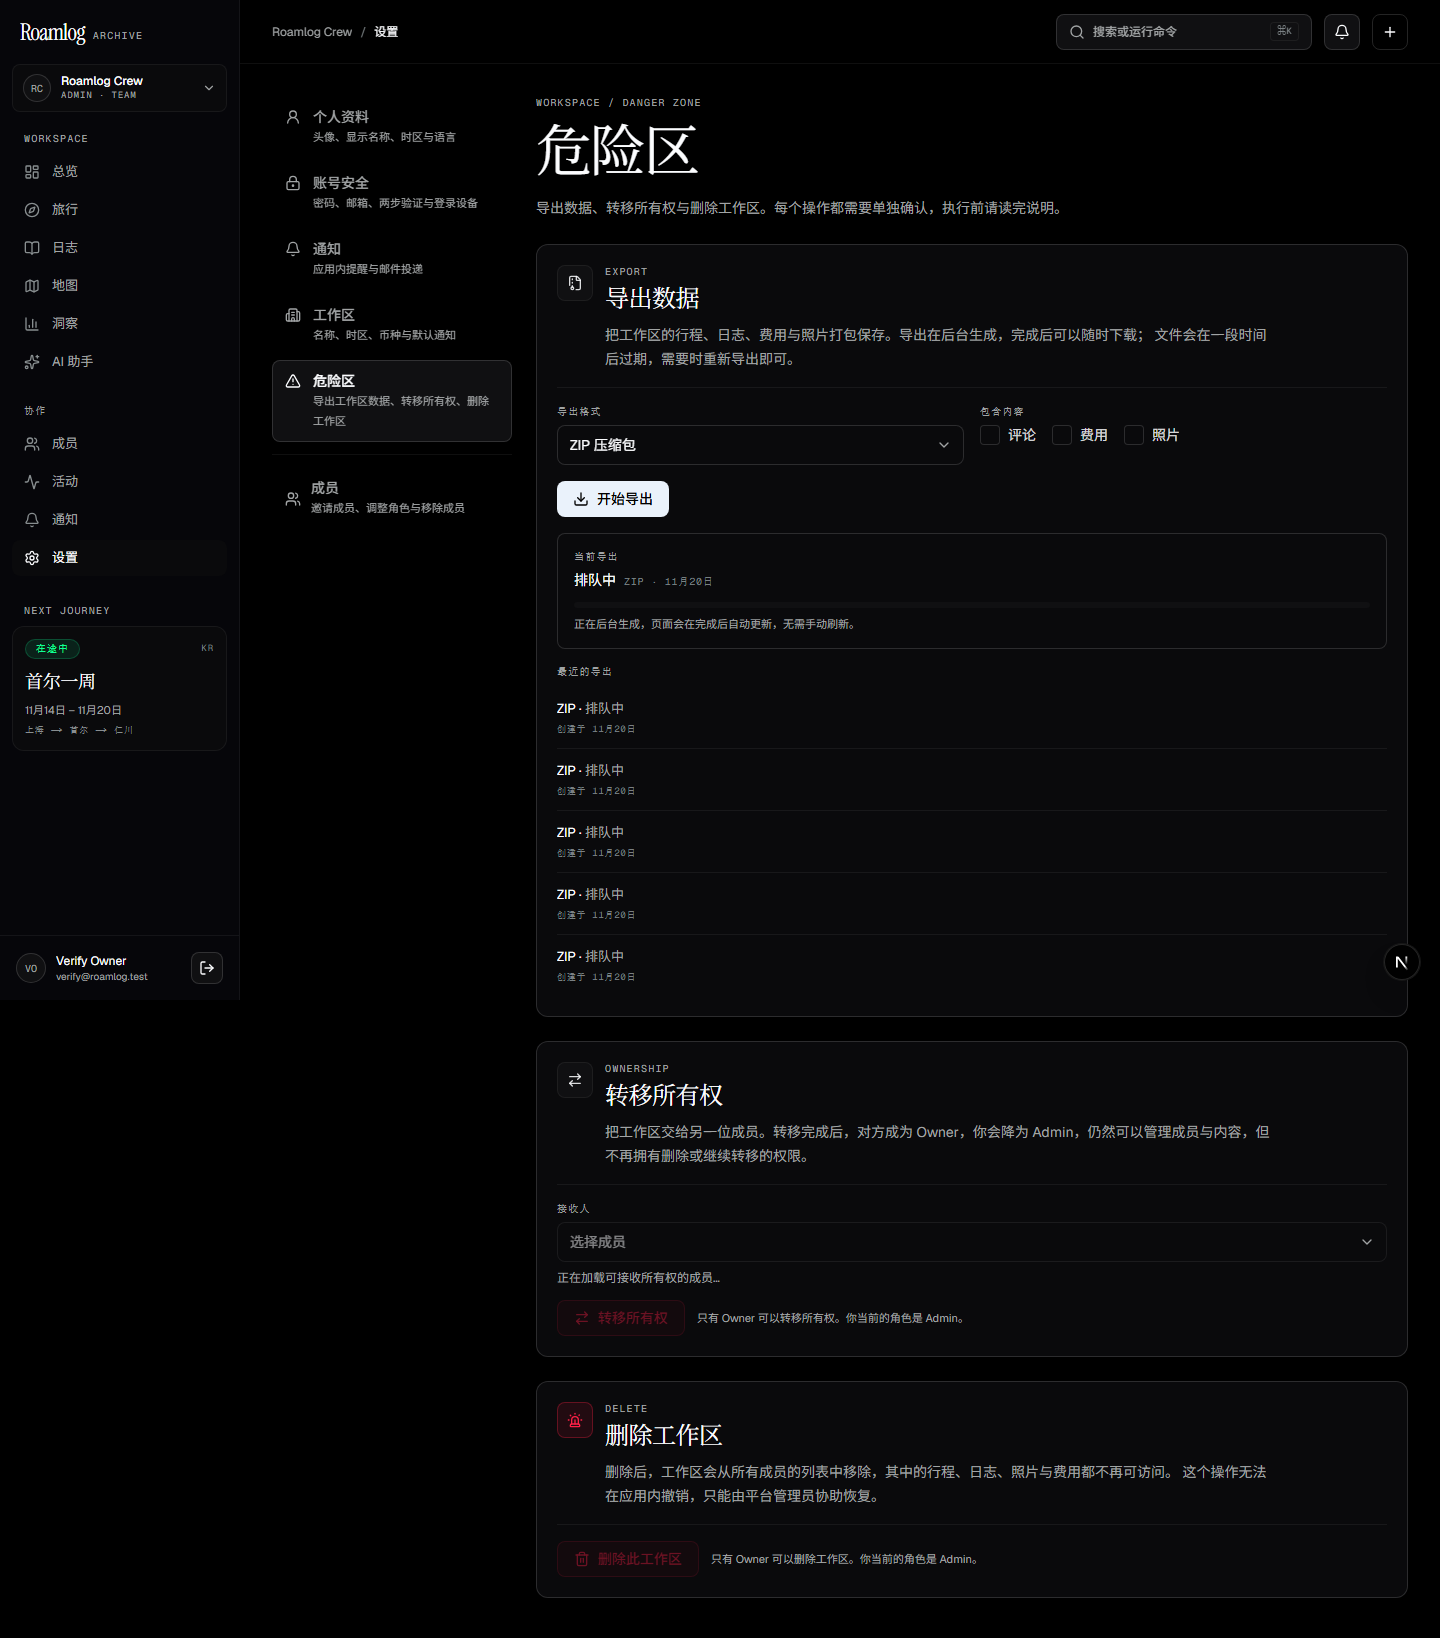 Roamlog ARCHIVE
RC
Roamlog Crew
ADMIN · TEAM
WORKSPACE
总览
旅行
日志
地图
洞察
AI 助手
协作
成员
活动
通知
设置
NEXT JOURNEY
在途中
KR
首尔一周
11月14日 – 11月20日
上海 → 首尔 → 仁川
VO
Verify Owner
verify@roamlog.test
Roamlog Crew / 设置
搜索或运行命令
⌘K
个人资料
头像、显示名称、时区与语言
账号安全
密码、邮箱、两步验证与登录设备
通知
应用内提醒与邮件投递
工作区
名称、时区、币种与默认通知
危险区
导出工作区数据、转移所有权、删除
工作区
成员
邀请成员、调整角色与移除成员
WORKSPACE / DANGER ZONE
危险区
导出数据、转移所有权与删除工作区。每个操作都需要单独确认，执行前请读完说明。
EXPORT
导出数据
把工作区的行程、日志、费用与照片打包保存。导出在后台生成，完成后可以随时下载； 文件会在一段时间
后过期，需要时重新导出即可。
导出格式
ZIP 压缩包
包含内容
评论
费用
照片
开始导出
当前导出
排队中 ZIP · 11月20日
正在后台生成，页面会在完成后自动更新，无需手动刷新。
最近的导出
ZIP · 排队中
创建于 11月20日
ZIP · 排队中
创建于 11月20日
ZIP · 排队中
创建于 11月20日
ZIP · 排队中
创建于 11月20日
ZIP · 排队中
创建于 11月20日
N
OWNERSHIP
转移所有权
把工作区交给另一位成员。转移完成后，对方成为 Owner，你会降为 Admin，仍然可以管理成员与内容，但
不再拥有删除或继续转移的权限。
接收人
选择成员
正在加载可接收所有权的成员…
转移所有权
只有 Owner 可以转移所有权。你当前的角色是 Admin。
DELETE
删除工作区
删除后，工作区会从所有成员的列表中移除，其中的行程、日志、照片与费用都不再可访问。 这个操作无法
在应用内撤销，只能由平台管理员协助恢复。
删除此工作区
只有 Owner 可以删除工作区。你当前的角色是 Admin。